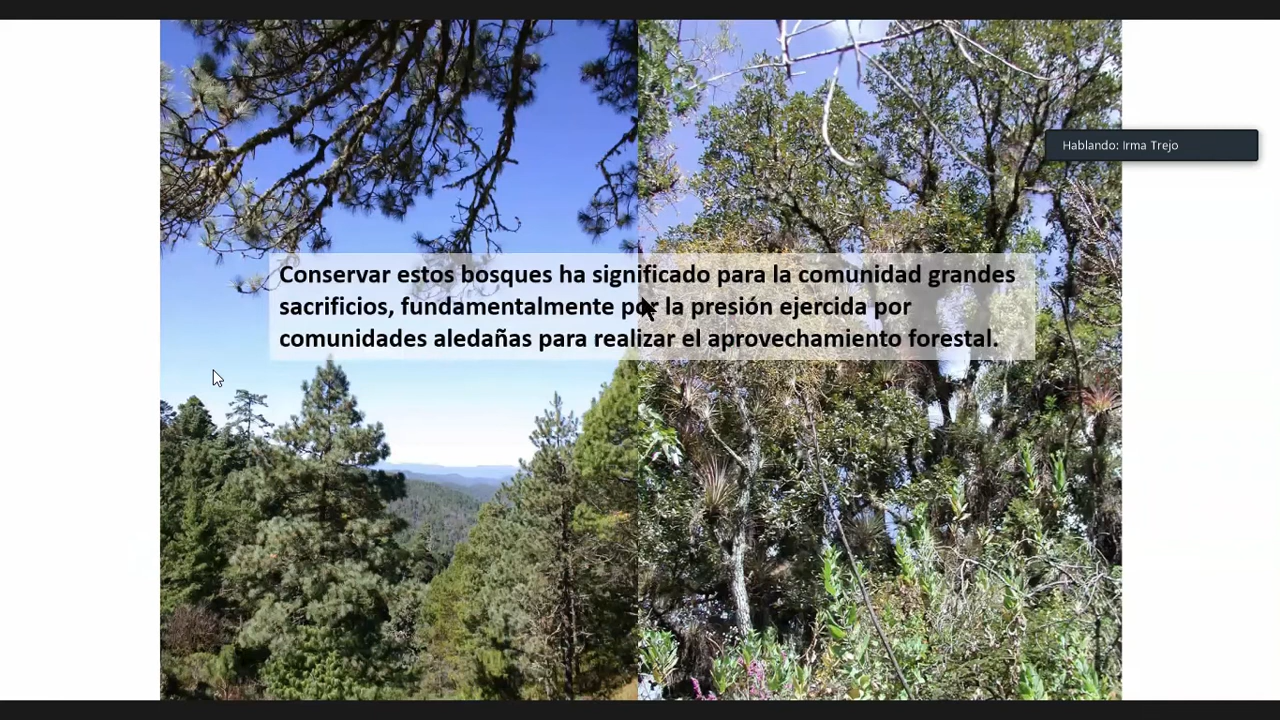 Hablando: Irma Trejo
Conservar estos bosques ha significado para la comunidad grandes
sacrificios, fundamentalmente por la presión ejercida por
comunidades aledañas para realizar el aprovechamiento forestal.